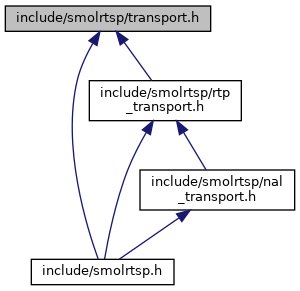 include/smolrtsp/transport.h
include/smolrtsp/rtp
_transport.h
include/smolrtsp/nal
_transport.h
include/smolrtsp.h